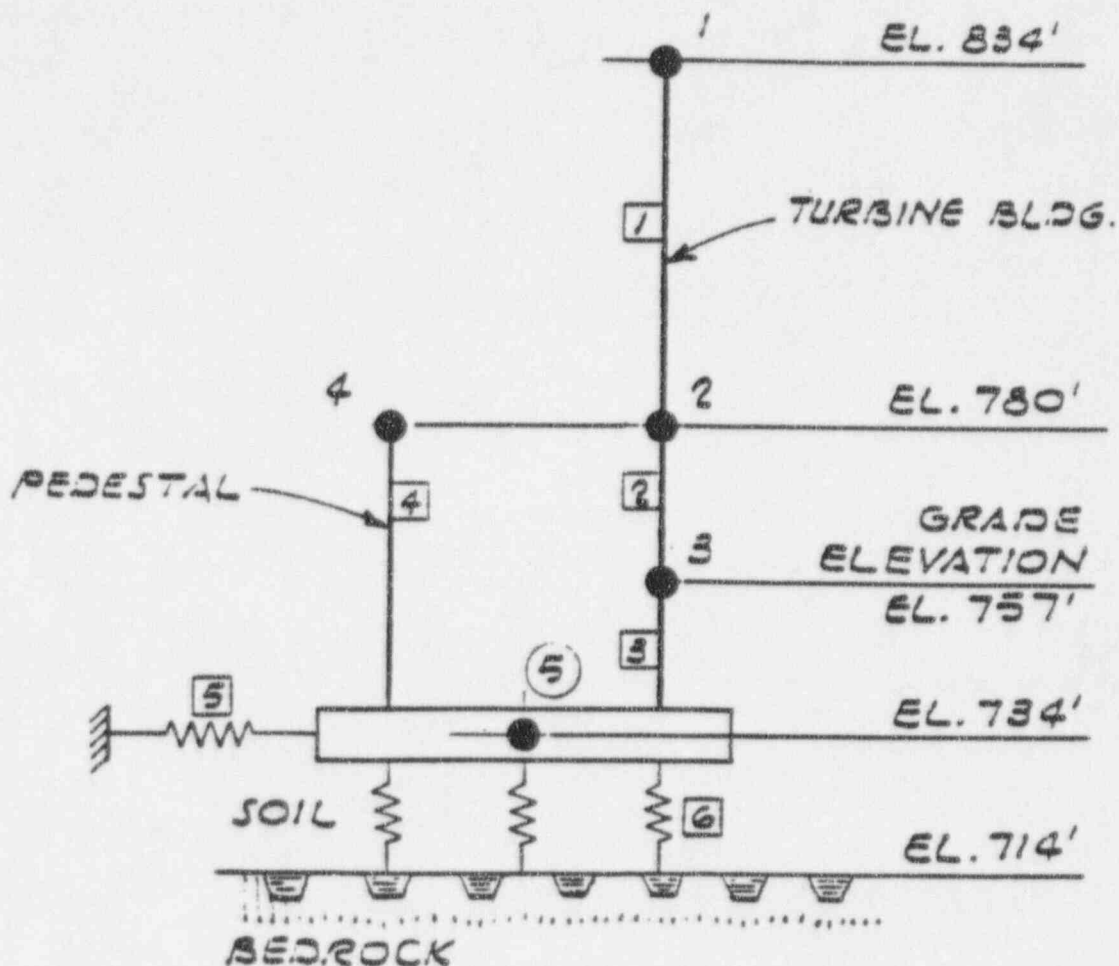 1
EL. 834'
1
TURBINE BLDG.
4
2
EL. 780'
PEDESTAL
4
2
GRADE
3
ELEVATION
EL. 757'
3
5
5
EL. 734'
SOIL
6
EL. 714'
BEDROCK